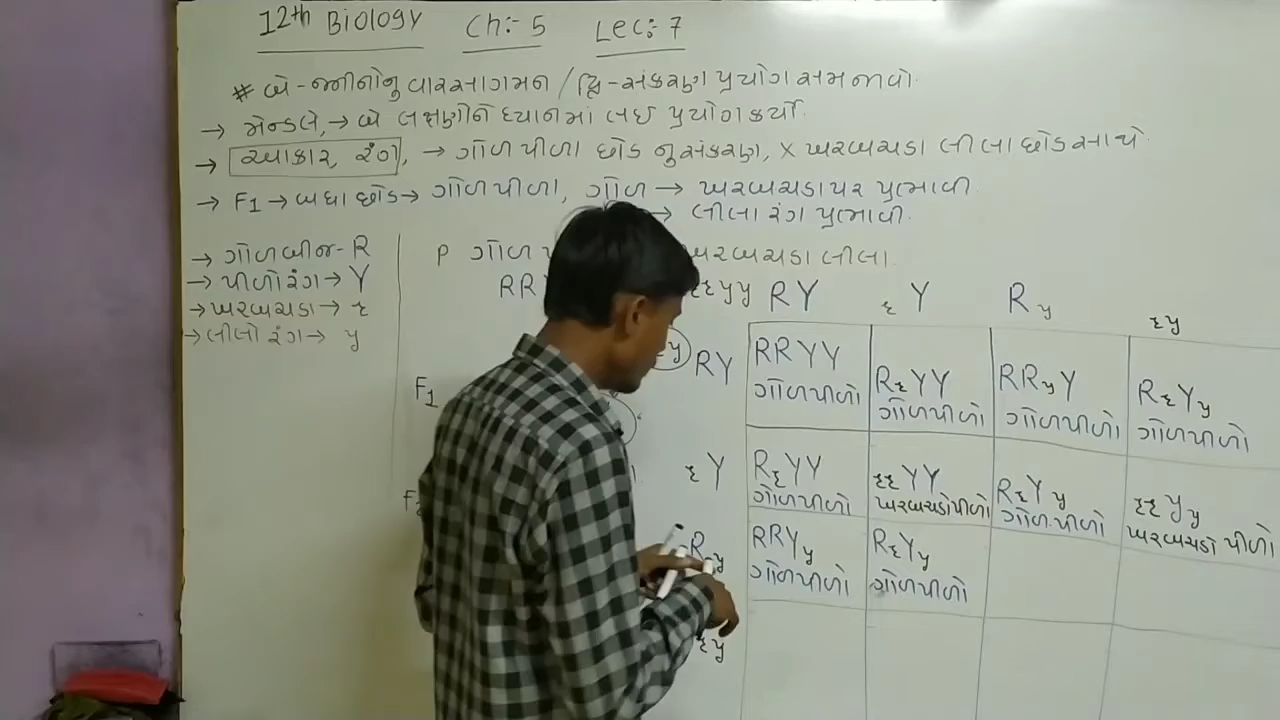 12th Biology Ch:- 5 Lec:- 7
# બે-જનીનોનુ વારસાગમન / દ્વિ-સંકરણ પ્રયોગ સમજાવો
→ મેન્ડલે, → બે લક્ષણોને ધ્યાનમાં લઈ પ્રયોગ કર્યો.
→ આકાર, રંગ, → ગોળ પીળા છોડ નુ સંકરણ, X ખરબચડા લીલા છોડ સાથે
→ F1 → બધા છોડ → ગોળ પીળા, ગોળ → ખરબચડા પર પ્રભાવી
→ લીલા રંગ પ્રભાવી.
→ ગોળ બીજ - R
→ પીળો રંગ → Y
→ ખરબચડા → r
→ લીલો રંગ → y
P ગોળ ખરબચડા લીલા.
RR rryy
RY rY Ry ry
RY RRYY RrYY RRyY RrYy
ગોળપીળો ગોળપીળો ગોળપીળો ગોળપીળો
F1
rY RrYY rrYY RrYy rryy
ગોળપીળો ખરબચડોપીળો ગોળપીળો ખરબચડો પીળો
Ry RRYy RrYy
ગોળપીળો ગોળપીળો
ry